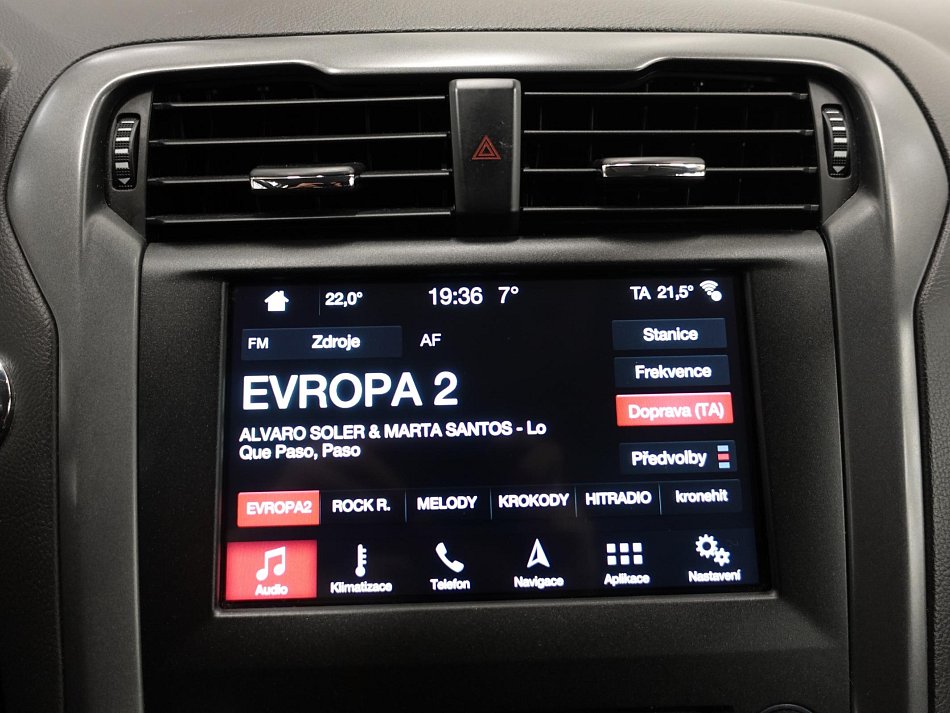 22,0°
19:36 7°
TA 21,5°
FM Zdroje
AF
Stanice
Frekvence
EVROPA 2
Doprava (TA)
ALVARO SOLER & MARTA SANTOS - Lo
Que Paso, Paso
Předvolby
EVROPA2 ROCK R. MELODY KROKODY HITRADIO kronehit
Audio Klimatizace Telefon Navigace Aplikace Nastavení